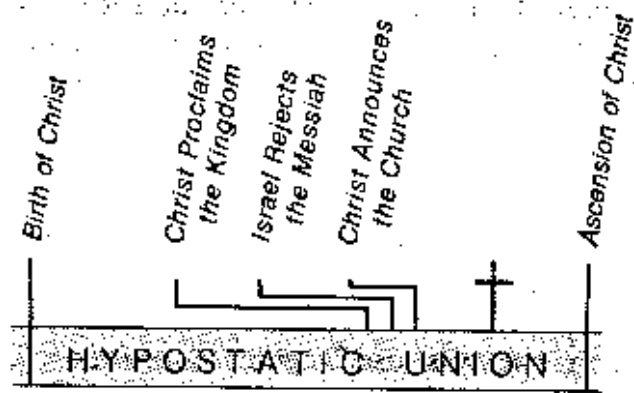 Birth of Christ
Christ Proclaims
the Kingdom
Israel Rejects
the Messiah
Christ Announces
the Church
Ascension of Christ
HYPOSTATIC UNION